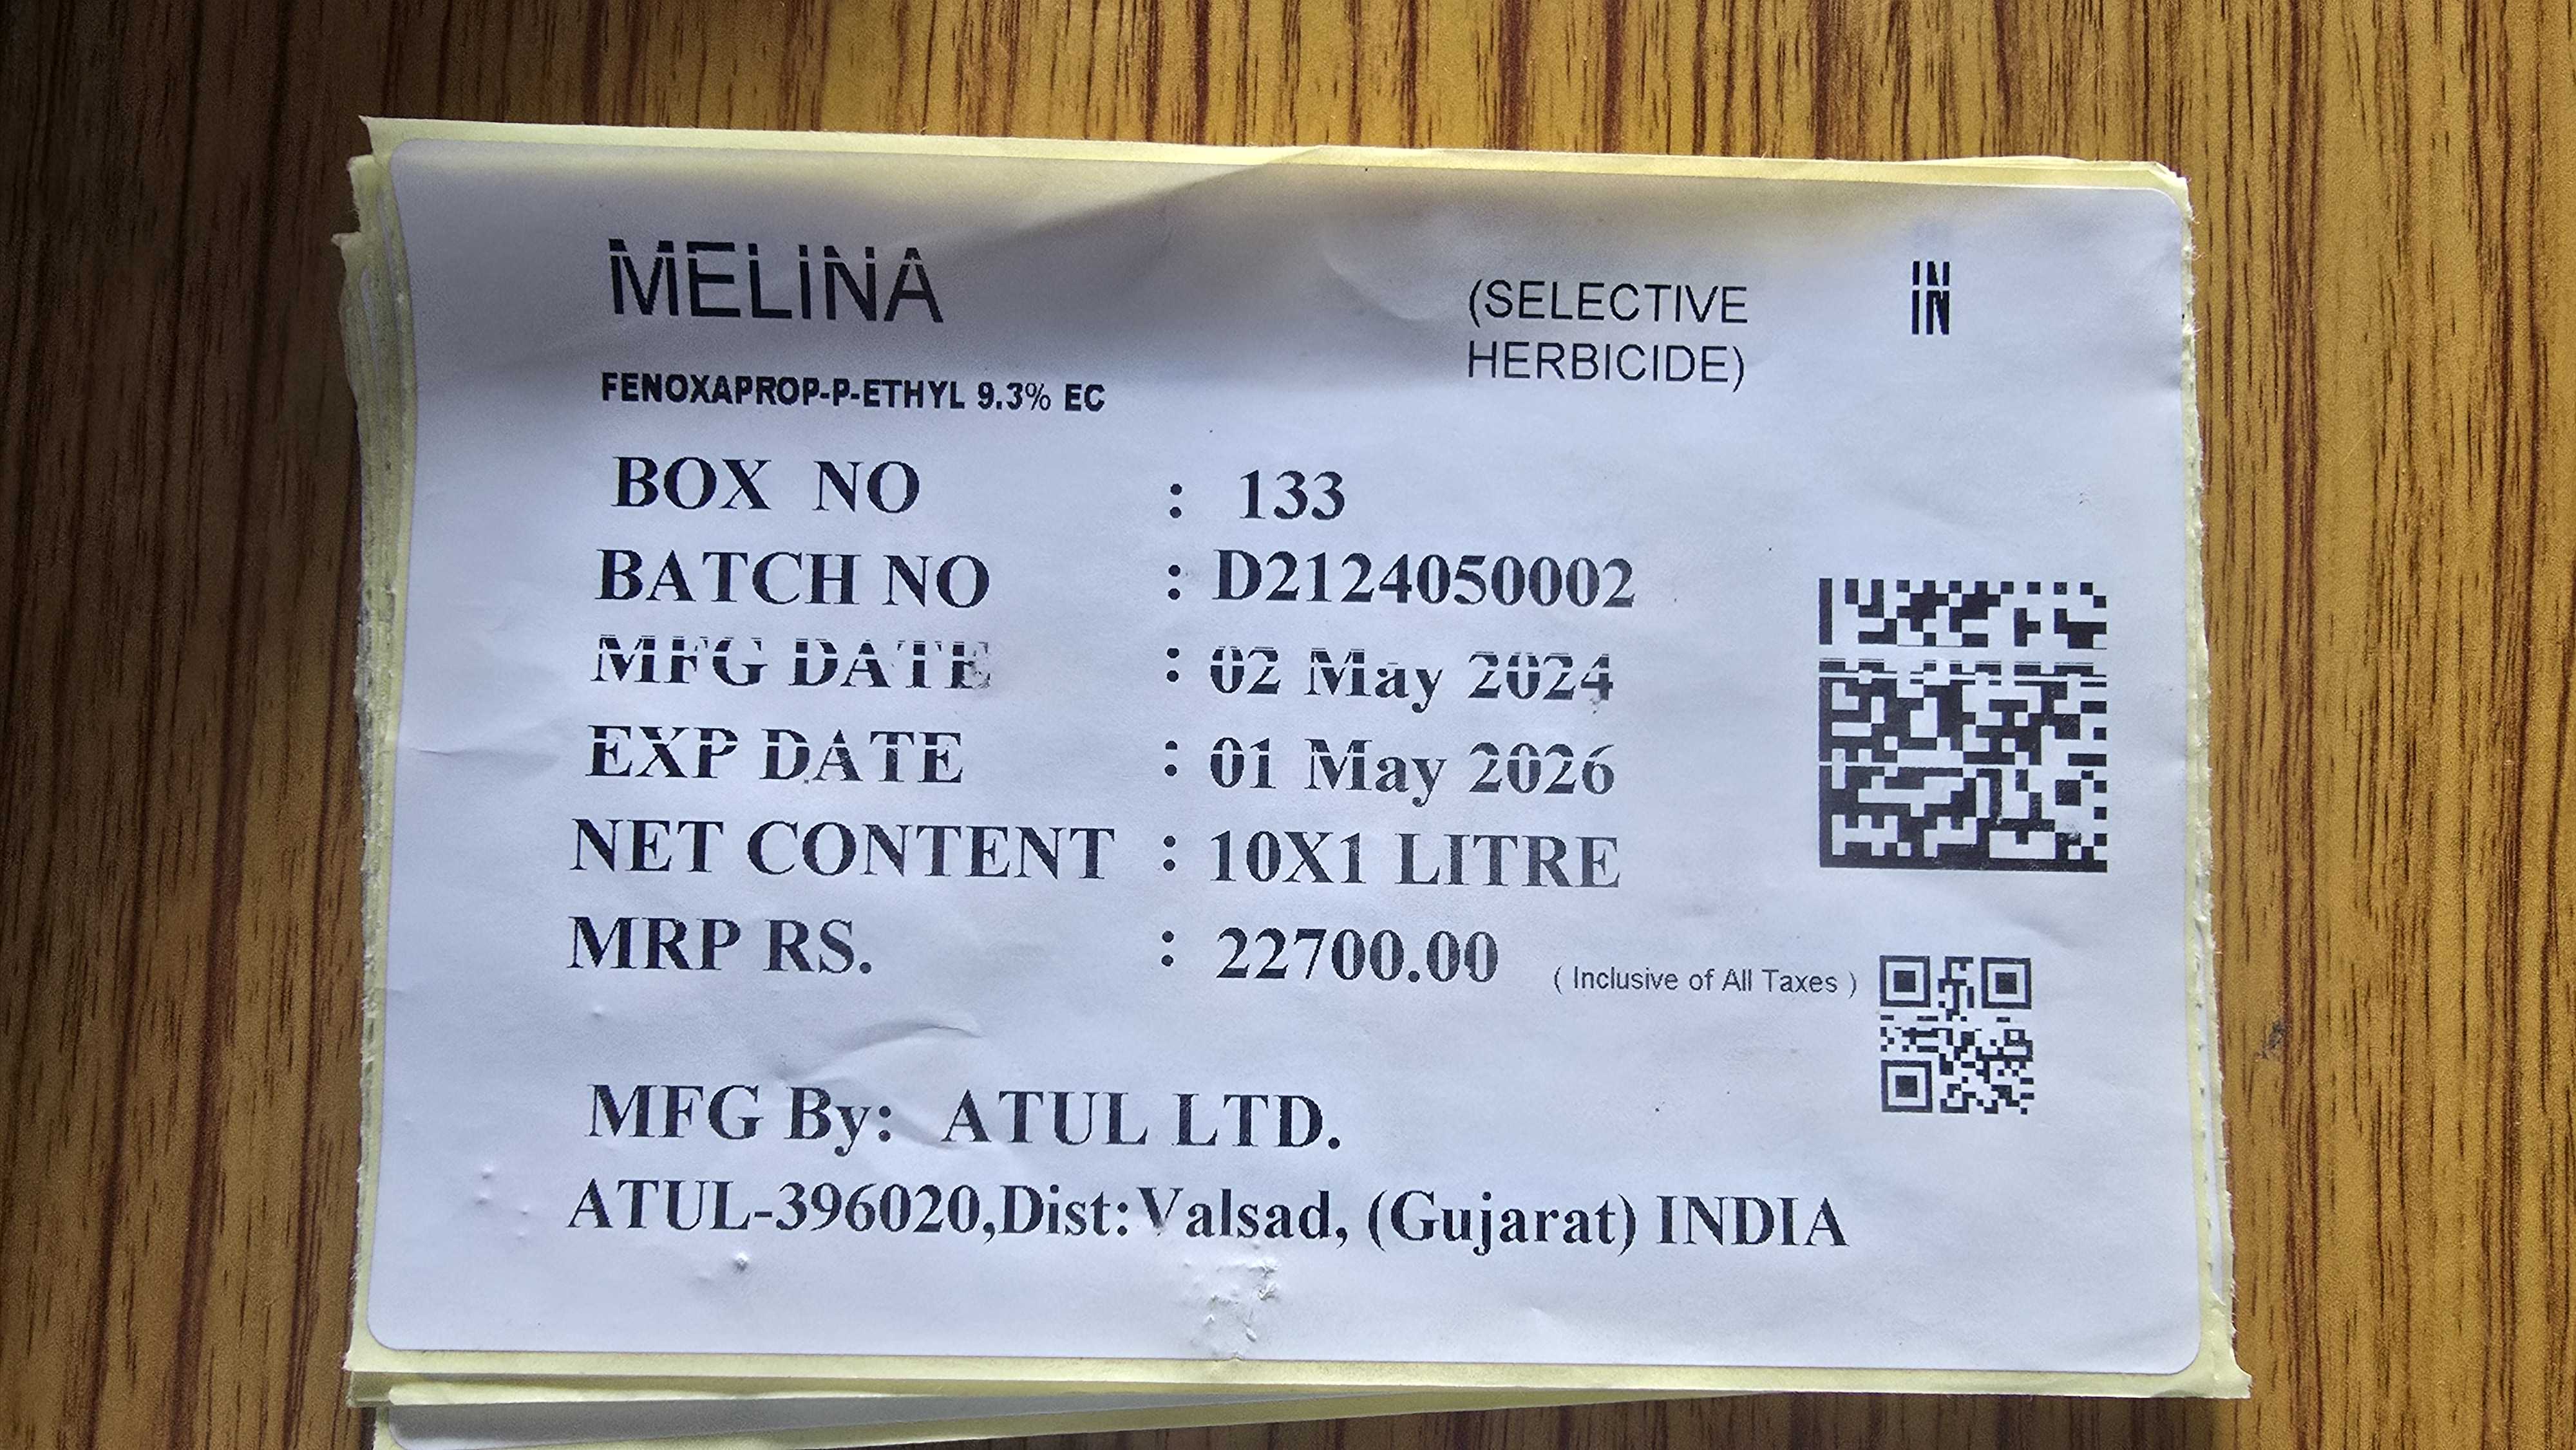 MELINA
(SELECTIVE
HERBICIDE)
IN
FENOXAPROP-P-ETHYL 9.3% EC
BOX NO : 133
BATCH NO : D2124050002
MFG DATE : 02 May 2024
EXP DATE : 01 May 2026
NET CONTENT : 10X1 LITRE
MRP RS. : 22700.00 ( Inclusive of All Taxes )
MFG By: ATUL LTD.
ATUL-396020,Dist:Valsad, (Gujarat) INDIA